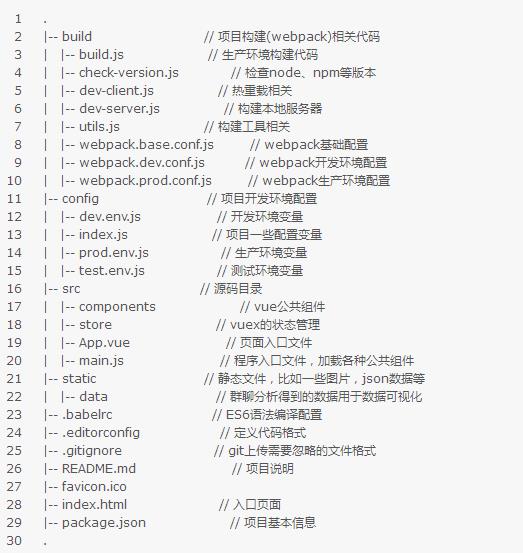 1 .
2 |-- build // 项目构建(webpack)相关代码
3 | |-- build.js // 生产环境构建代码
4 | |-- check-version.js // 检查node、npm等版本
5 | |-- dev-client.js // 热重载相关
6 | |-- dev-server.js // 构建本地服务器
7 | |-- utils.js // 构建工具相关
8 | |-- webpack.base.conf.js // webpack基础配置
9 | |-- webpack.dev.conf.js // webpack开发环境配置
10 | |-- webpack.prod.conf.js // webpack生产环境配置
11 |-- config // 项目开发环境配置
12 | |-- dev.env.js // 开发环境变量
13 | |-- index.js // 项目一些配置变量
14 | |-- prod.env.js // 生产环境变量
15 | |-- test.env.js // 测试环境变量
16 |-- src // 源码目录
17 | |-- components // vue公共组件
18 | |-- store // vuex的状态管理
19 | |-- App.vue // 页面入口文件
20 | |-- main.js // 程序入口文件，加载各种公共组件
21 |-- static // 静态文件，比如一些图片，json数据等
22 | |-- data // 群聊分析得到的数据用于数据可视化
23 |-- .babelrc // ES6语法编译配置
24 |-- .editorconfig // 定义代码格式
25 |-- .gitignore // git上传需要忽略的文件格式
26 |-- README.md // 项目说明
27 |-- favicon.ico
28 |-- index.html // 入口页面
29 |-- package.json // 项目基本信息
30 .